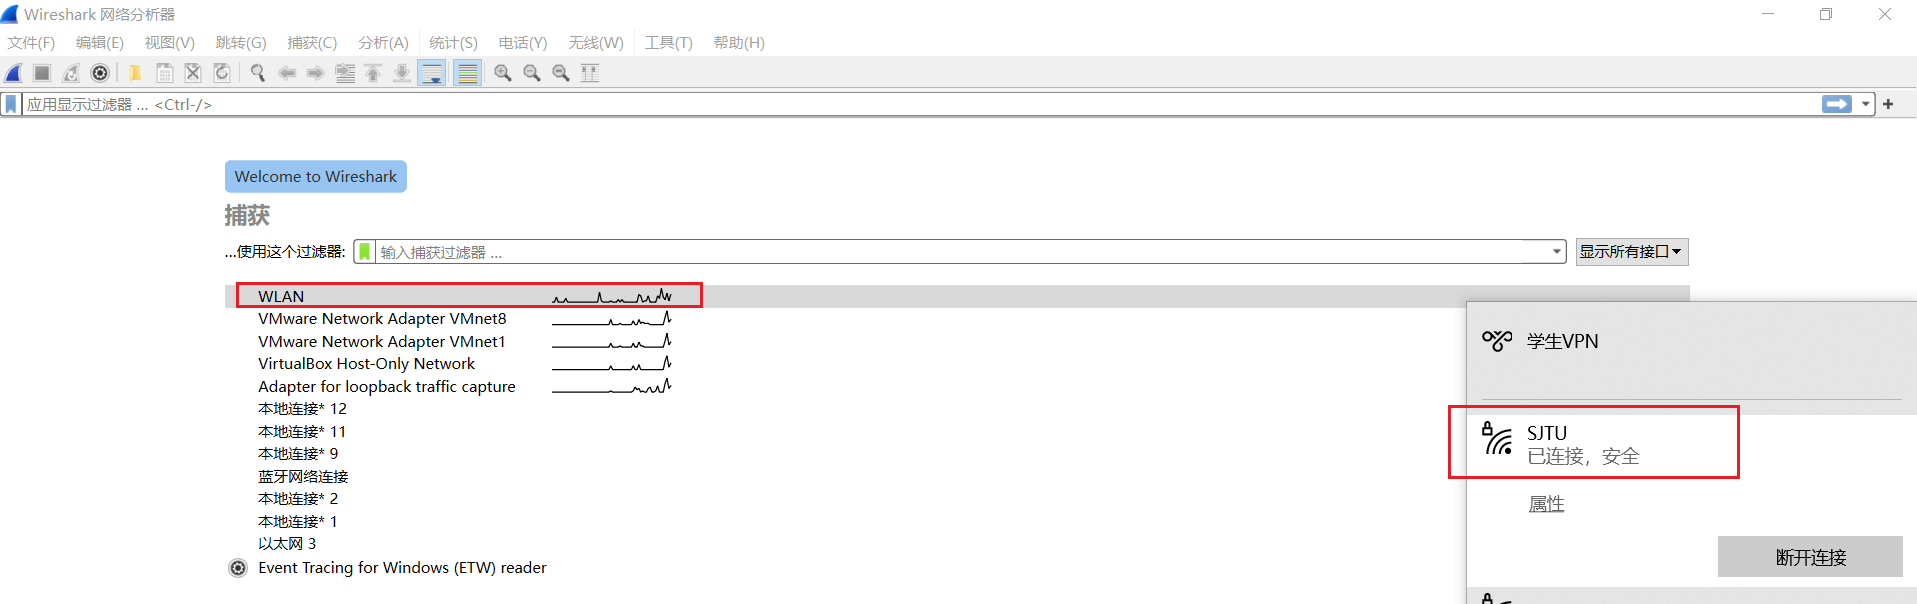 Wireshark 网络分析器
文件(F) 编辑(E) 视图(V) 跳转(G) 捕获(C) 分析(A) 统计(S) 电话(Y) 无线(W) 工具(T) 帮助(H)
应用显示过滤器 … <Ctrl-/>
Welcome to Wireshark
捕获
…使用这个过滤器: 输入捕获过滤器 … 显示所有接口
WLAN
VMware Network Adapter VMnet8
VMware Network Adapter VMnet1
VirtualBox Host-Only Network
Adapter for loopback traffic capture
本地连接* 12
本地连接* 11
本地连接* 9
蓝牙网络连接
本地连接* 2
本地连接* 1
以太网 3
Event Tracing for Windows (ETW) reader
学生VPN
SJTU
已连接，安全
属性
断开连接